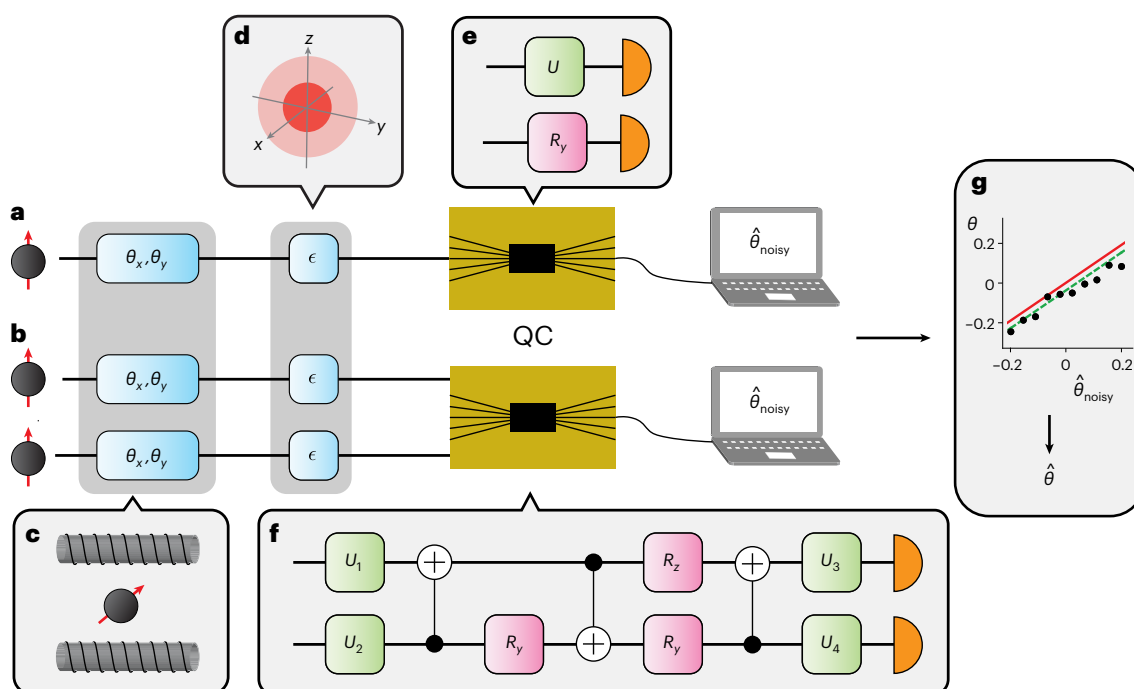 d
z
y
x
e
U
R_y
a
θ_x,θ_y
ϵ
θ̂_noisy
b
QC
θ_x,θ_y
ϵ
θ̂_noisy
θ_x,θ_y
ϵ
g
θ
0.2
0
−0.2
−0.2 0 0.2
θ̂_noisy
θ̂
c
f
U_1
R_z
U_3
U_2
R_y
R_y
U_4